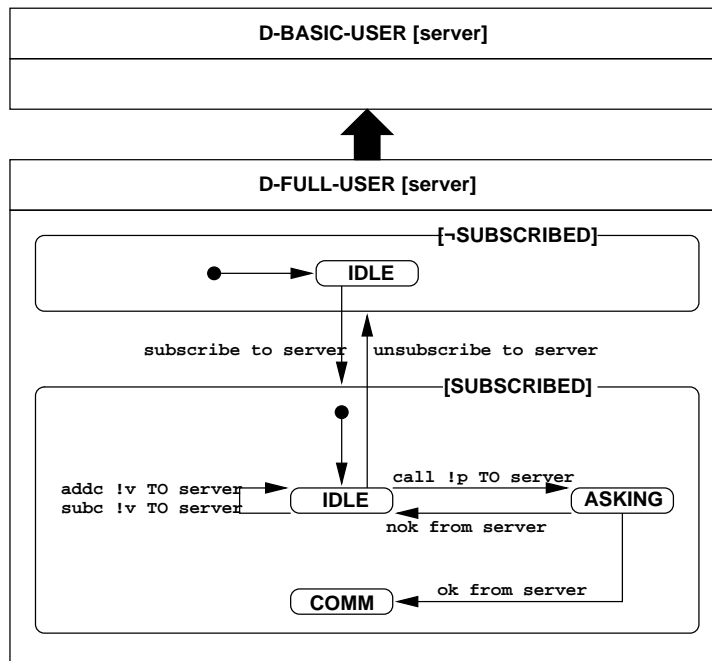 D-BASIC-USER [server]
D-FULL-USER [server]
[¬SUBSCRIBED]
IDLE
subscribe to server
unsubscribe to server
[SUBSCRIBED]
call !p TO server
addc !v TO server
subc !v TO server
IDLE
ASKING
nok from server
ok from server
COMM